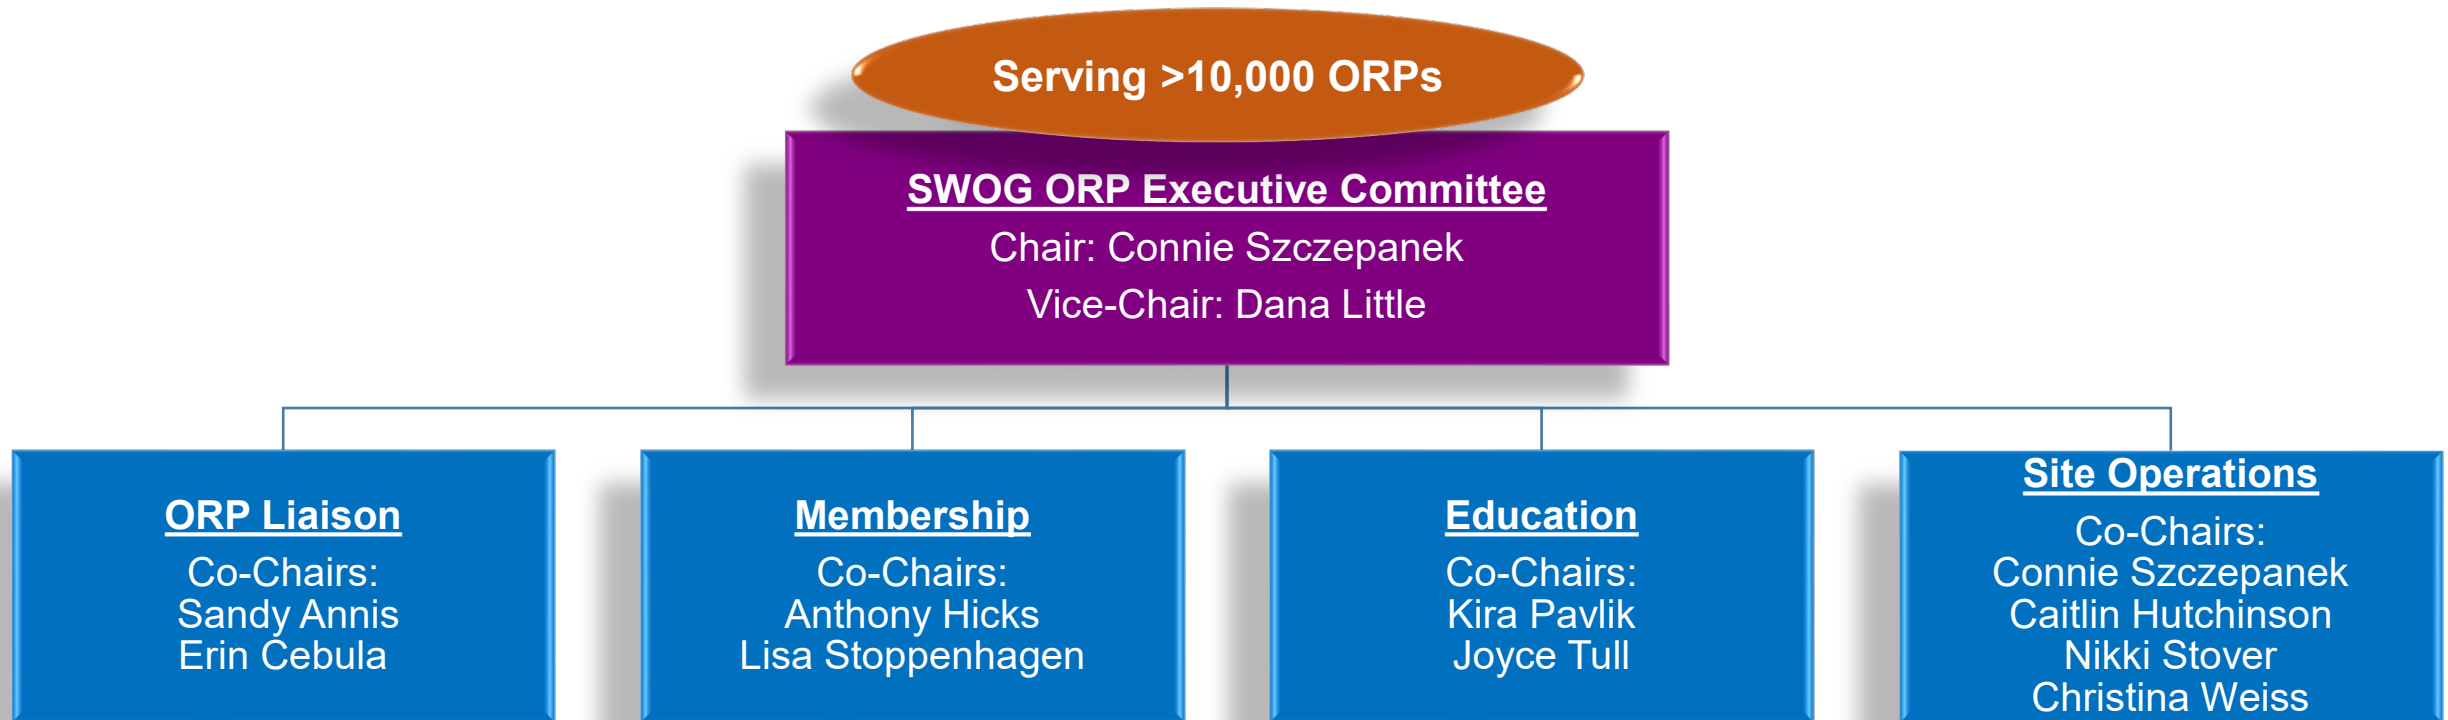 Serving >10,000 ORPs
SWOG ORP Executive Committee
Chair: Connie Szczepanek
Vice-Chair: Dana Little
ORP Liaison
Co-Chairs:
Sandy Annis
Erin Cebula
Membership
Co-Chairs:
Anthony Hicks
Lisa Stoppenhagen
Education
Co-Chairs:
Kira Pavlik
Joyce Tull
Site Operations
Co-Chairs:
Connie Szczepanek
Caitlin Hutchinson
Nikki Stover
Christina Weiss